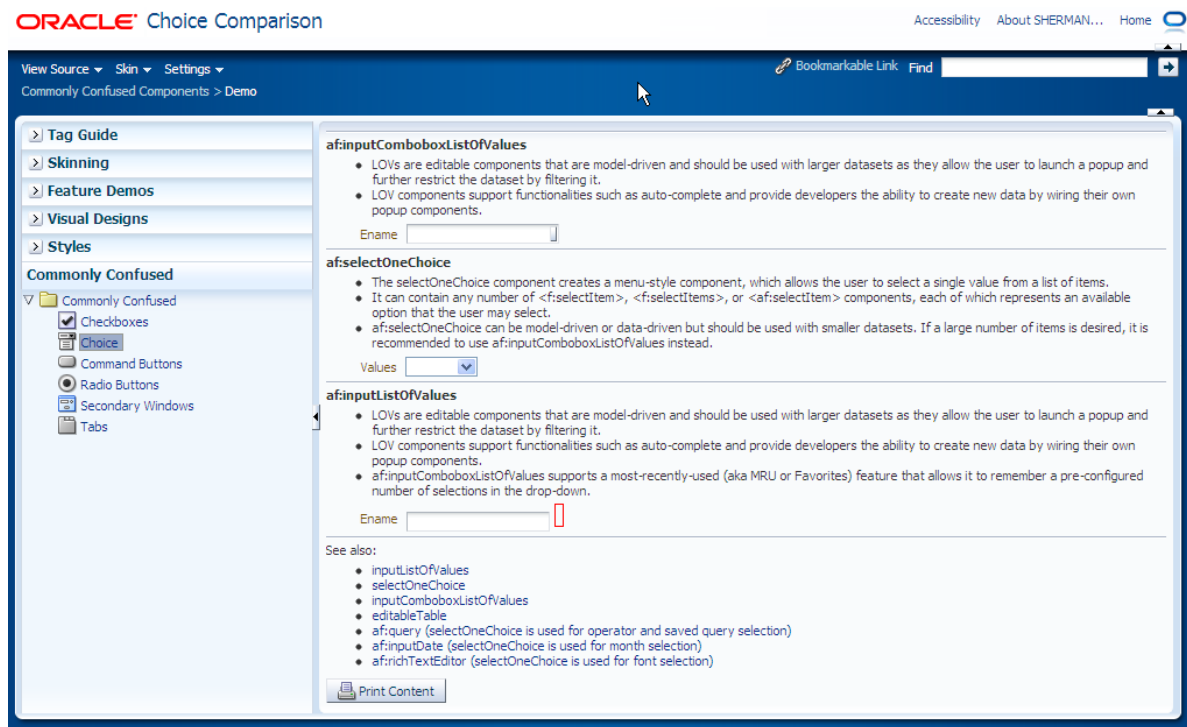 ORACLE Choice Comparison
Accessibility About SHERMAN... Home
View Source Skin Settings
Bookmarkable Link Find
Commonly Confused Components > Demo
Tag Guide
Skinning
Feature Demos
Visual Designs
Styles
Commonly Confused
Commonly Confused
Checkboxes
Choice
Command Buttons
Radio Buttons
Secondary Windows
Tabs
af:inputComboboxListOfValues
• LOVs are editable components that are model-driven and should be used with larger datasets as they allow the user to launch a popup and
further restrict the dataset by filtering it.
• LOV components support functionalities such as auto-complete and provide developers the ability to create new data by wiring their own
popup components.
Ename
af:selectOneChoice
• The selectOneChoice component creates a menu-style component, which allows the user to select a single value from a list of items.
• It can contain any number of <f:selectItem>, <f:selectItems>, or <af:selectItem> components, each of which represents an available
option that the user may select.
• af:selectOneChoice can be model-driven or data-driven but should be used with smaller datasets. If a large number of items is desired, it is
recommended to use af:inputComboboxListOfValues instead.
Values
af:inputListOfValues
• LOVs are editable components that are model-driven and should be used with larger datasets as they allow the user to launch a popup and
further restrict the dataset by filtering it.
• LOV components support functionalities such as auto-complete and provide developers the ability to create new data by wiring their own
popup components.
• af:inputComboboxListOfValues supports a most-recently-used (aka MRU or Favorites) feature that allows it to remember a pre-configured
number of selections in the drop-down.
Ename
See also:
• inputListOfValues
• selectOneChoice
• inputComboboxListOfValues
• editableTable
• af:query (selectOneChoice is used for operator and saved query selection)
• af:inputDate (selectOneChoice is used for month selection)
• af:richTextEditor (selectOneChoice is used for font selection)
Print Content